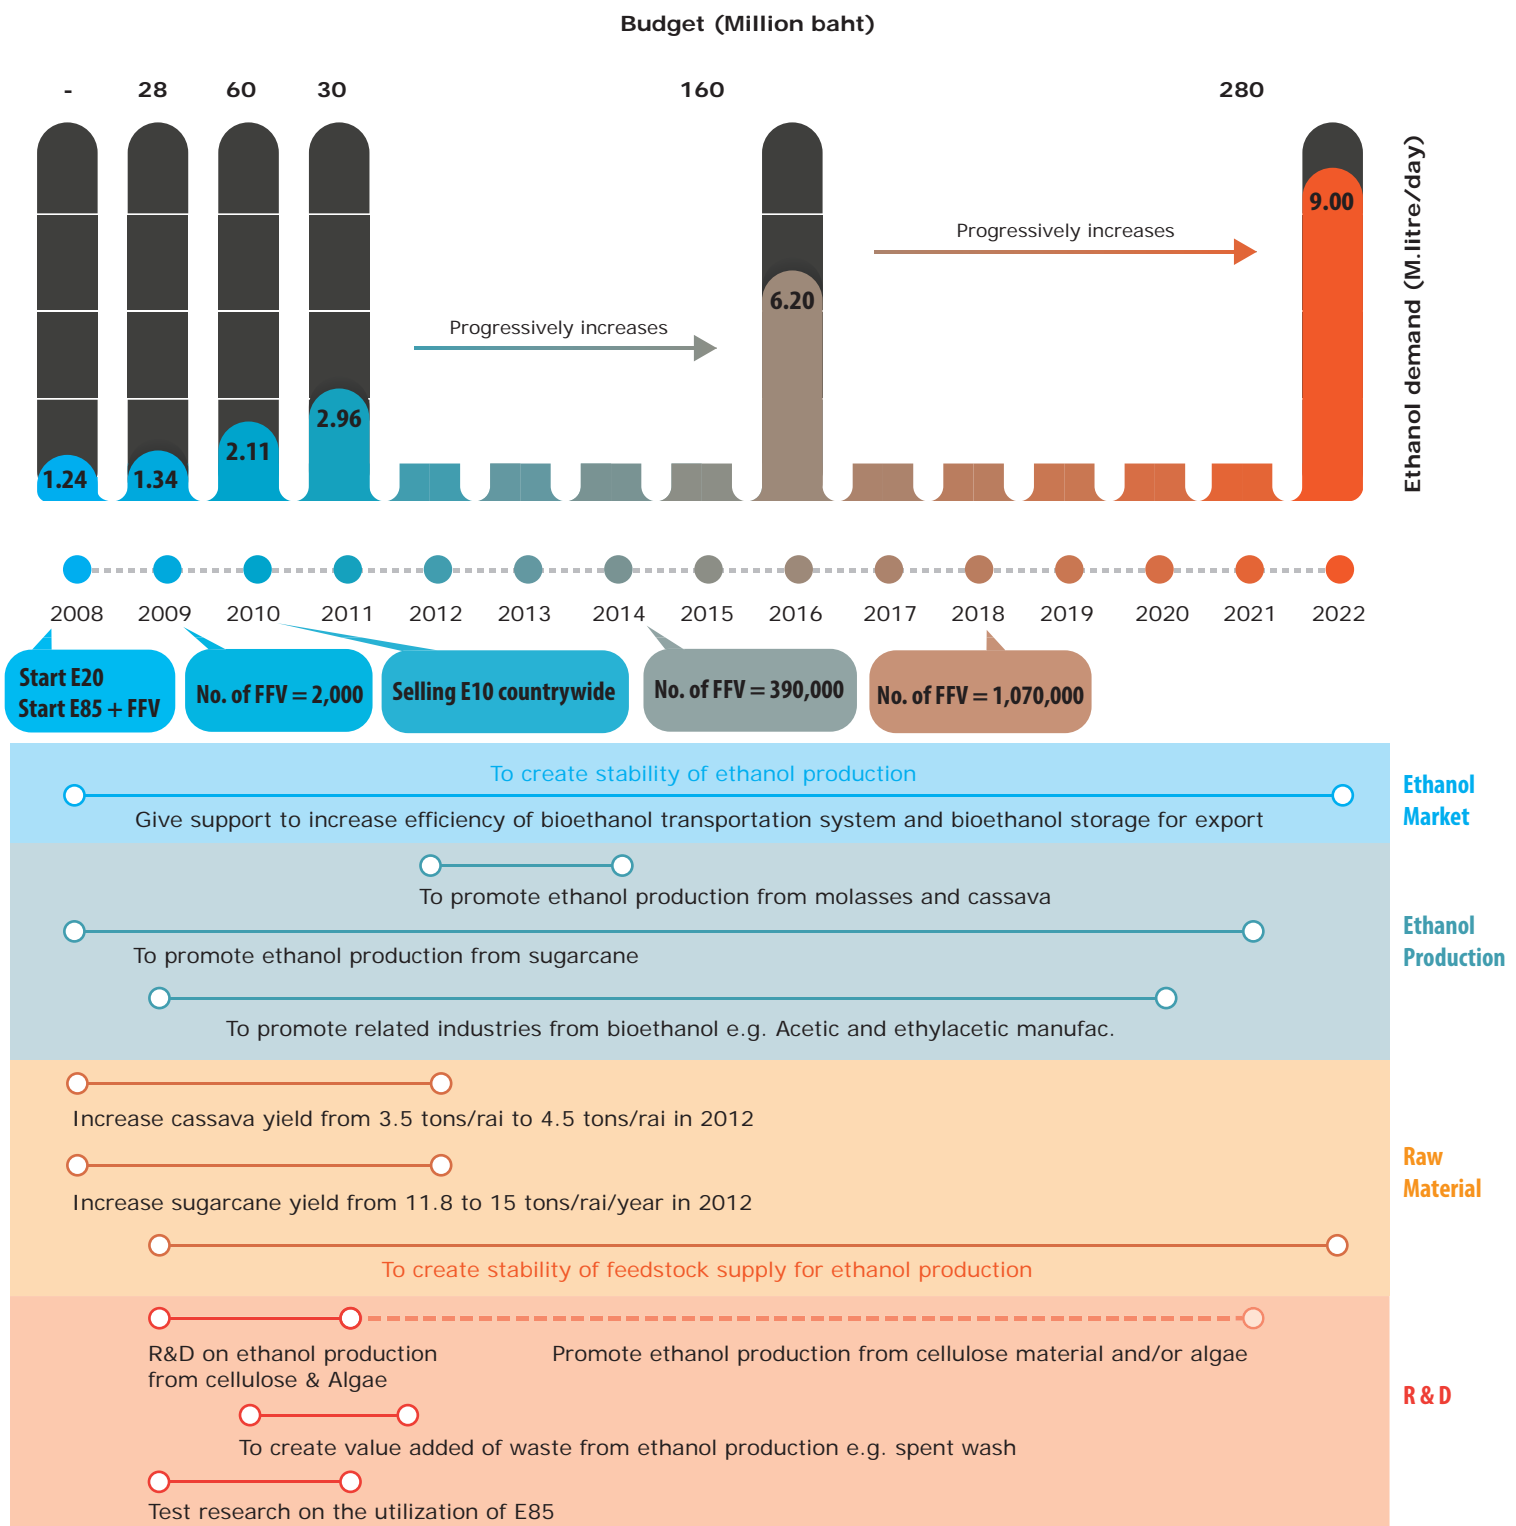 Budget (Million baht)
- 28 60 30 160 280
Ethanol demand (M.litre/day)
9.00
Progressively increases
6.20
Progressively increases
2.96
2.11
1.34
1.24
2008 2009 2010 2011 2012 2013 2014 2015 2016 2017 2018 2019 2020 2021 2022
Start E20
Start E85 + FFV
No. of FFV = 2,000
Selling E10 countrywide
No. of FFV = 390,000
No. of FFV = 1,070,000
To create stability of ethanol production
Give support to increase efficiency of bioethanol transportation system and bioethanol storage for export
Ethanol
Market
To promote ethanol production from molasses and cassava
To promote ethanol production from sugarcane
To promote related industries from bioethanol e.g. Acetic and ethylacetic manufac.
Ethanol
Production
Increase cassava yield from 3.5 tons/rai to 4.5 tons/rai in 2012
Increase sugarcane yield from 11.8 to 15 tons/rai/year in 2012
To create stability of feedstock supply for ethanol production
Raw
Material
R&D on ethanol production
from cellulose & Algae
Promote ethanol production from cellulose material and/or algae
To create value added of waste from ethanol production e.g. spent wash
Test research on the utilization of E85
R & D